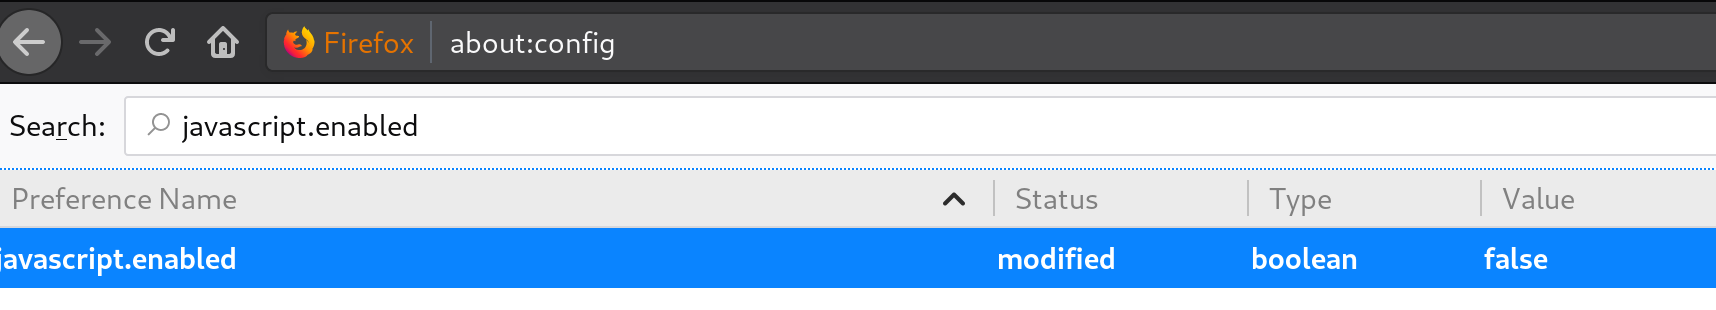 Firefox about:config
Search: javascript.enabled
Preference Name Status Type Value
javascript.enabled modified boolean false